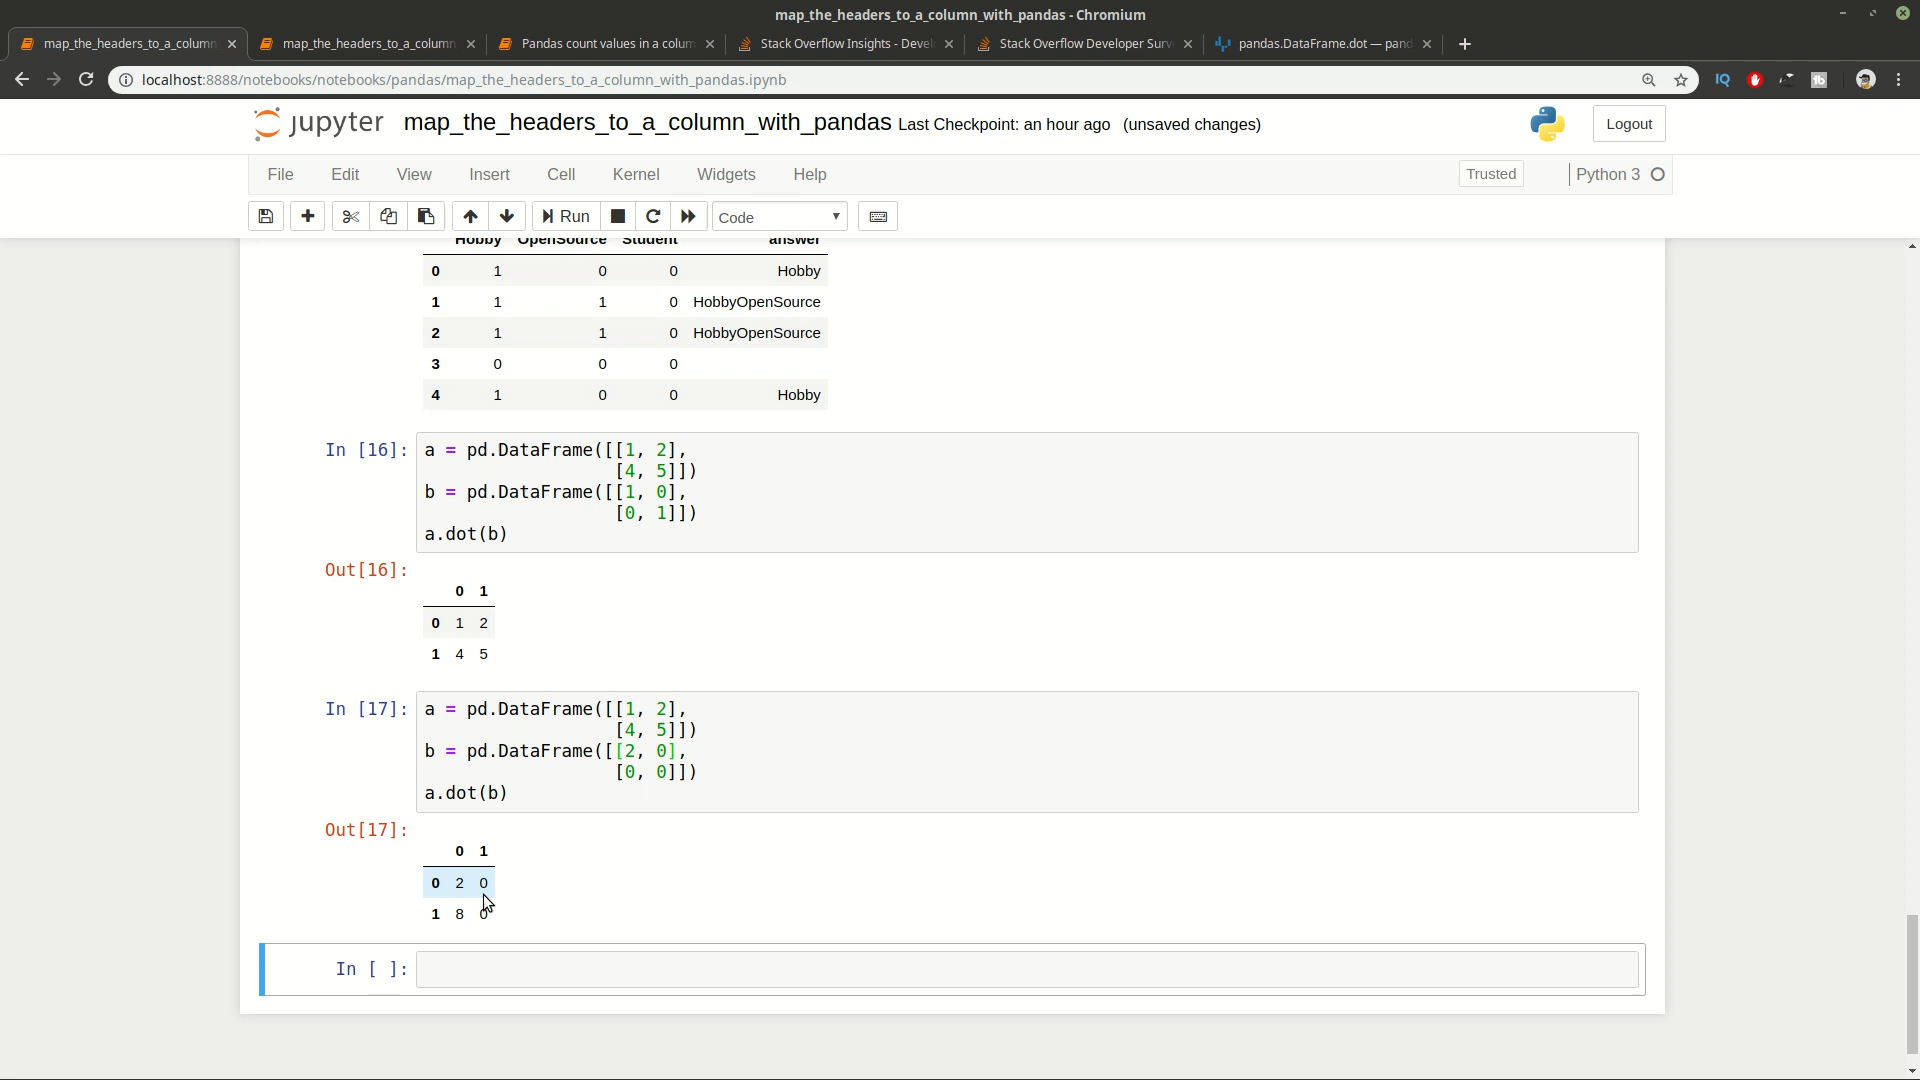 map_the_headers_to_a_column_with_pandas - Chromium
map_the_headers_to_a_column
map_the_headers_to_a_column
Pandas count values in a colum
Stack Overflow Insights - Devel
Stack Overflow Developer Surv
pandas.DataFrame.dot — pand
localhost:8888/notebooks/notebooks/pandas/map_the_headers_to_a_column_with_pandas.ipynb
IQ
tb
jupyter map_the_headers_to_a_column_with_pandas Last Checkpoint: an hour ago (unsaved changes)
Logout
File Edit View Insert Cell Kernel Widgets Help
Trusted
Python 3
Run
Code
Hobby OpenSource Student answer
0 1 0 0 Hobby
1 1 1 0 HobbyOpenSource
2 1 1 0 HobbyOpenSource
3 0 0 0
4 1 0 0 Hobby
In [16]: a = pd.DataFrame([[1, 2],
[4, 5]])
b = pd.DataFrame([[1, 0],
[0, 1]])
a.dot(b)
Out[16]:
0 1
0 1 2
1 4 5
In [17]: a = pd.DataFrame([[1, 2],
[4, 5]])
b = pd.DataFrame([[2, 0],
[0, 0]])
a.dot(b)
Out[17]:
0 1
0 2 0
1 8 0
In [ ]: